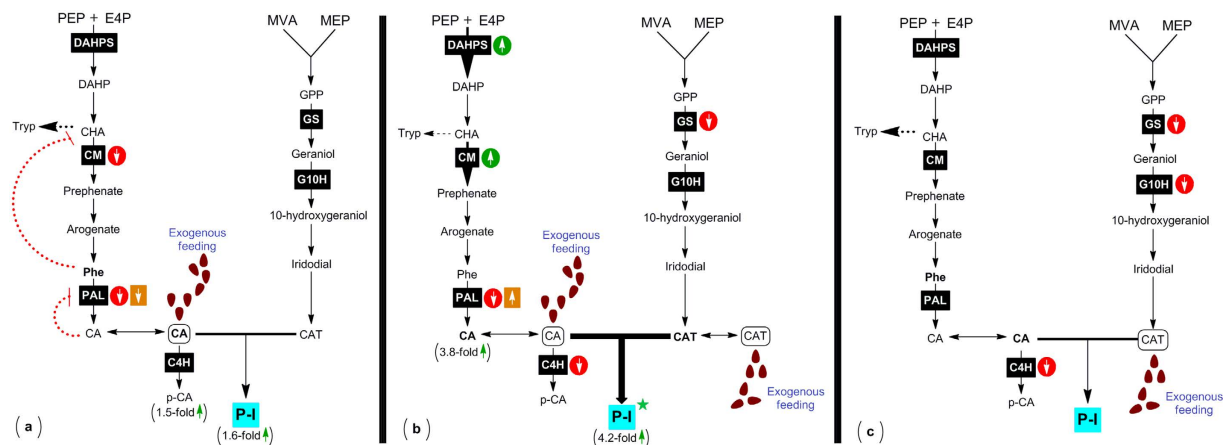 PEP + E4P
DAHPS
DAHP
CHA
Tryp
CM
Prephenate
Arogenate
Phe
PAL
CA
CA
C4H
p-CA
(1.5-fold)
MVA MEP
GPP
GS
Geraniol
G10H
10-hydroxygeraniol
Iridodial
CAT
Exogenous
feeding
P-I
(1.6-fold)
(a)
PEP + E4P
DAHPS
DAHP
CHA
Tryp
CM
Prephenate
Arogenate
Phe
PAL
CA
(3.8-fold)
CA
C4H
p-CA
Exogenous
feeding
MVA MEP
GPP
GS
Geraniol
G10H
10-hydroxygeraniol
Iridodial
CAT
CAT
Exogenous
feeding
P-I
(4.2-fold)
(b)
PEP + E4P
DAHPS
DAHP
CHA
Tryp
CM
Prephenate
Arogenate
Phe
PAL
CA
CA
C4H
p-CA
MVA MEP
GPP
GS
Geraniol
G10H
10-hydroxygeraniol
Iridodial
CAT
Exogenous
feeding
P-I
(c)